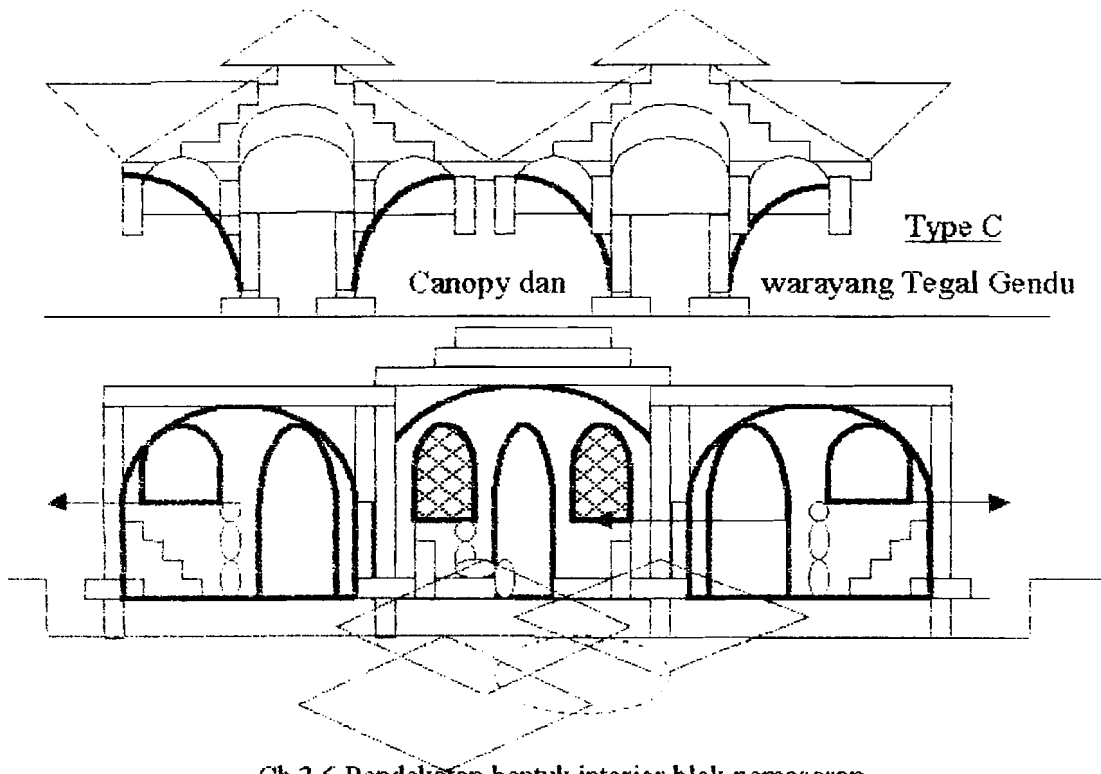 Type C
Canopy dan warayang Tegal Gendu
Gb.2.6 Pendekatan bentuk interior blok pemasaran